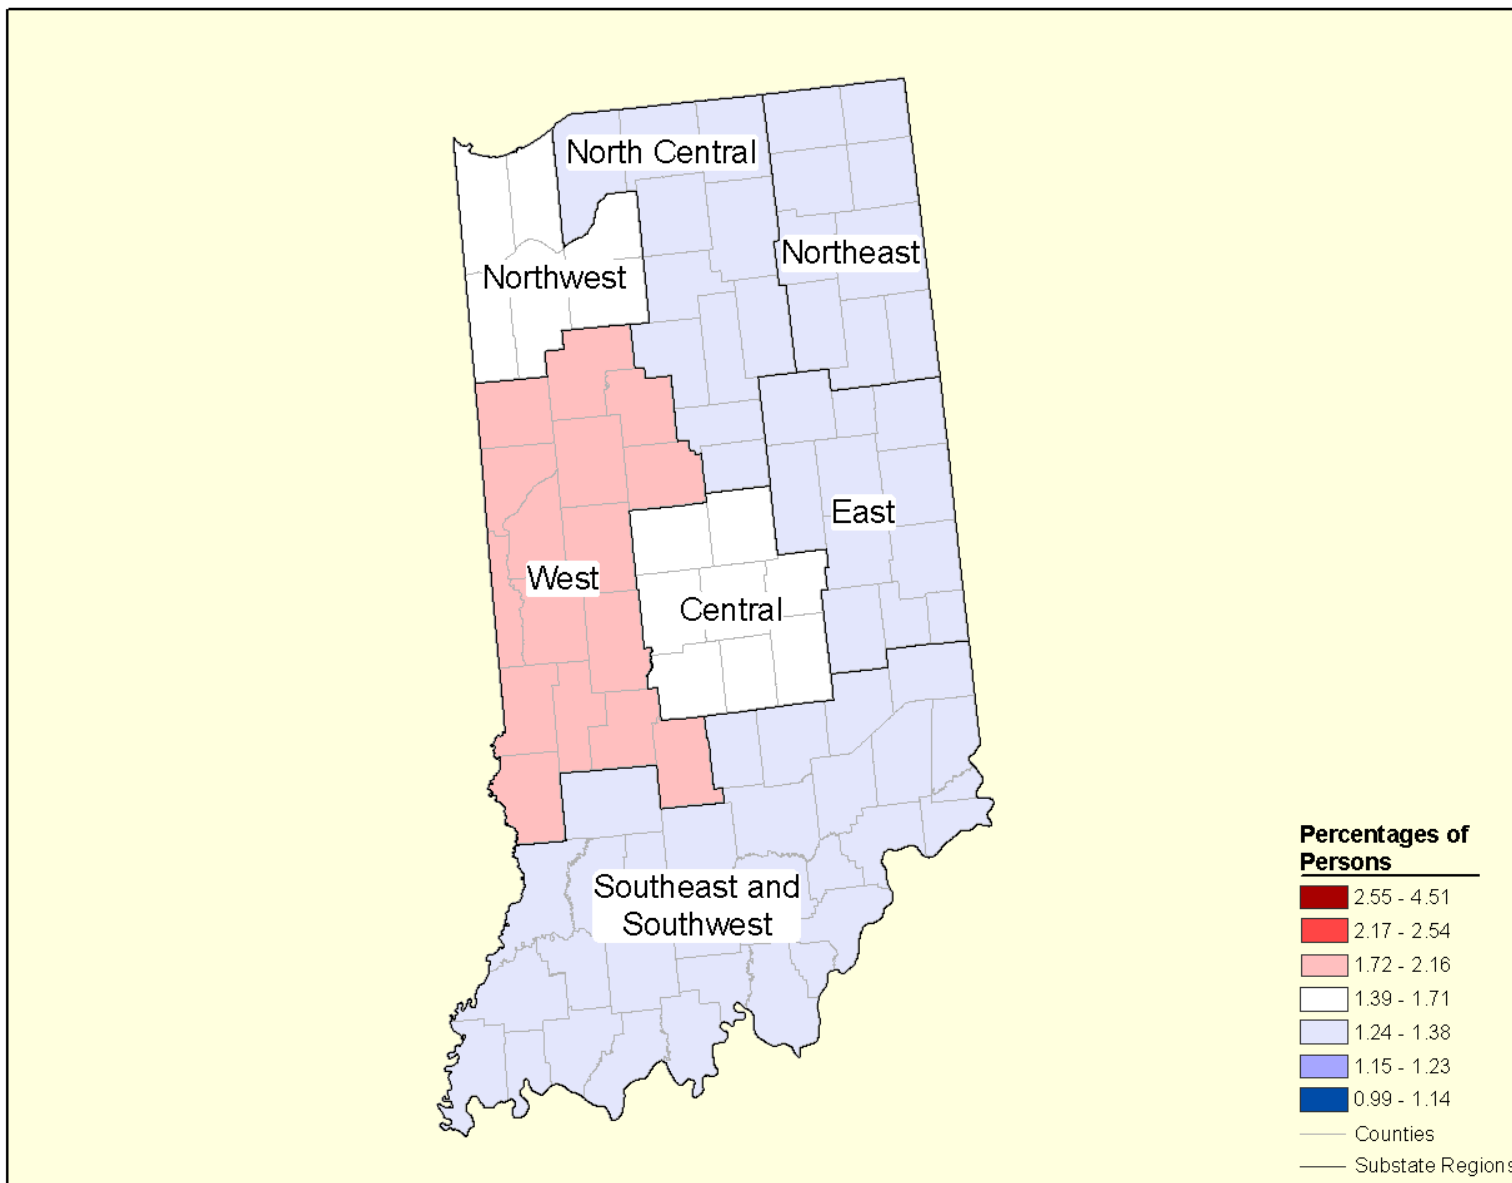 North Central
Northeast
Northwest
East
West
Central
Southeast and
Southwest
Percentages of
Persons
2.55 - 4.51
2.17 - 2.54
1.72 - 2.16
1.39 - 1.71
1.24 - 1.38
1.15 - 1.23
0.99 - 1.14
Counties
Substate Regions